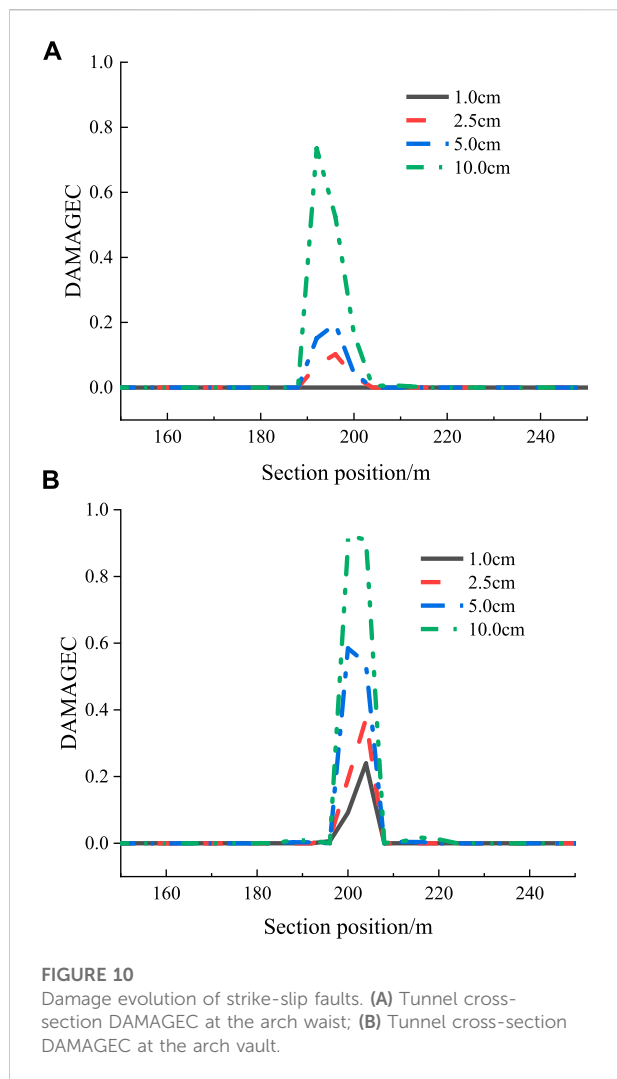 A
1.0
0.8
0.6
0.4
0.2
0.0
DAMAGEC
1.0cm
2.5cm
5.0cm
10.0cm
160 180 200 220 240
Section position/m
B
1.0
0.8
0.6
0.4
0.2
0.0
DAMAGEC
1.0cm
2.5cm
5.0cm
10.0cm
160 180 200 220 240
Section position/m
FIGURE 10
Damage evolution of strike-slip faults. (A) Tunnel cross-
section DAMAGEC at the arch waist; (B) Tunnel cross-section
DAMAGEC at the arch vault.